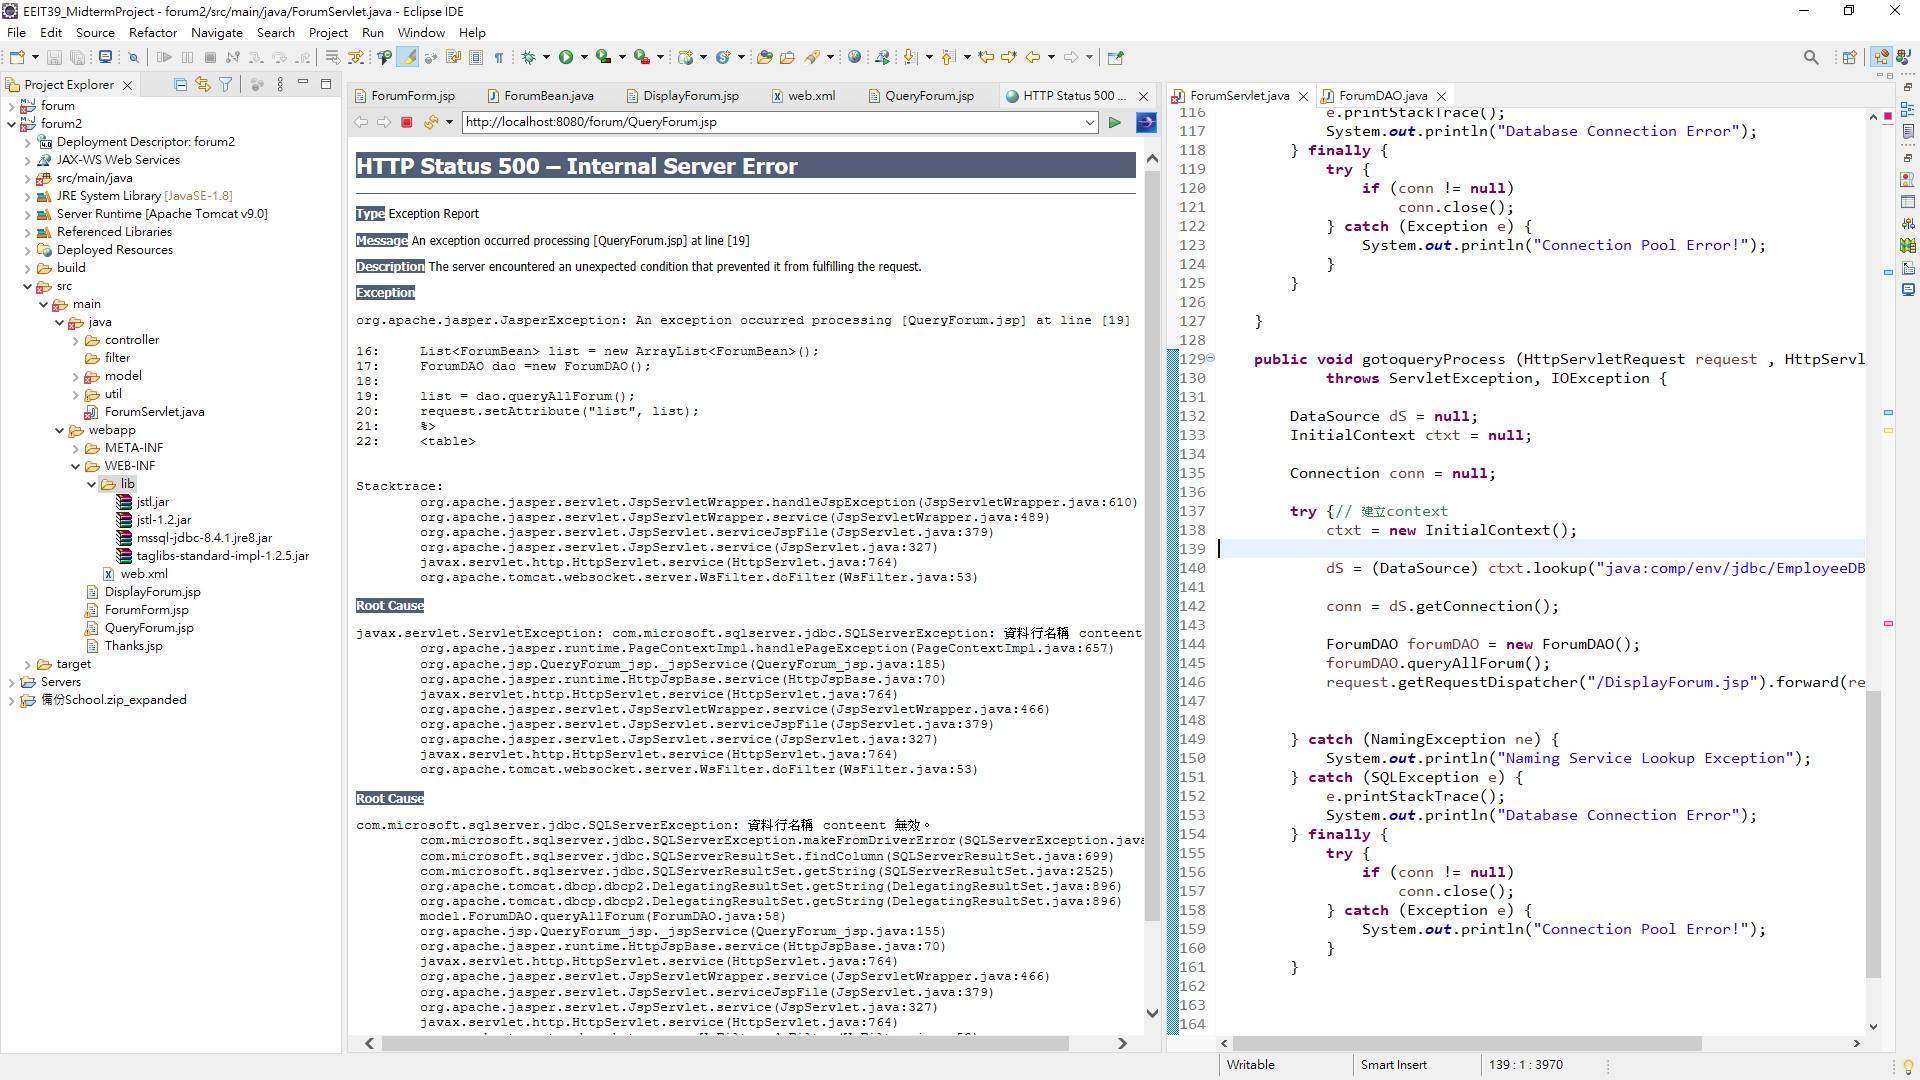 EEIT39_MidtermProject - forum2/src/main/java/ForumServlet.java - Eclipse IDE
File Edit Source Refactor Navigate Search Project Run Window Help
Project Explorer
forum
forum2
Deployment Descriptor: forum2
JAX-WS Web Services
src/main/java
JRE System Library [JavaSE-1.8]
Server Runtime [Apache Tomcat v9.0]
Referenced Libraries
Deployed Resources
build
src
main
java
controller
filter
model
util
ForumServlet.java
webapp
META-INF
WEB-INF
lib
jstl.jar
jstl-1.2.jar
mssql-jdbc-8.4.1.jre8.jar
taglibs-standard-impl-1.2.5.jar
web.xml
DisplayForum.jsp
ForumForm.jsp
QueryForum.jsp
Thanks.jsp
target
Servers
備份School.zip_expanded
ForumForm.jsp ForumBean.java DisplayForum.jsp web.xml QueryForum.jsp HTTP Status 500 ...
http://localhost:8080/forum/QueryForum.jsp
HTTP Status 500 – Internal Server Error
Type Exception Report
Message An exception occurred processing [QueryForum.jsp] at line [19]
Description The server encountered an unexpected condition that prevented it from fulfilling the request.
Exception
org.apache.jasper.JasperException: An exception occurred processing [QueryForum.jsp] at line [19]
16: List<ForumBean> list = new ArrayList<ForumBean>();
17: ForumDAO dao =new ForumDAO();
18:
19: list = dao.queryAllForum();
20: request.setAttribute("list", list);
21: %>
22: <table>
Stacktrace:
org.apache.jasper.servlet.JspServletWrapper.handleJspException(JspServletWrapper.java:610)
org.apache.jasper.servlet.JspServletWrapper.service(JspServletWrapper.java:489)
org.apache.jasper.servlet.JspServlet.serviceJspFile(JspServlet.java:379)
org.apache.jasper.servlet.JspServlet.service(JspServlet.java:327)
javax.servlet.http.HttpServlet.service(HttpServlet.java:764)
org.apache.tomcat.websocket.server.WsFilter.doFilter(WsFilter.java:53)
Root Cause
javax.servlet.ServletException: com.microsoft.sqlserver.jdbc.SQLServerException: 資料行名稱 conteent
org.apache.jasper.runtime.PageContextImpl.handlePageException(PageContextImpl.java:657)
org.apache.jsp.QueryForum_jsp._jspService(QueryForum_jsp.java:185)
org.apache.jasper.runtime.HttpJspBase.service(HttpJspBase.java:70)
javax.servlet.http.HttpServlet.service(HttpServlet.java:764)
org.apache.jasper.servlet.JspServletWrapper.service(JspServletWrapper.java:466)
org.apache.jasper.servlet.JspServlet.serviceJspFile(JspServlet.java:379)
org.apache.jasper.servlet.JspServlet.service(JspServlet.java:327)
javax.servlet.http.HttpServlet.service(HttpServlet.java:764)
org.apache.tomcat.websocket.server.WsFilter.doFilter(WsFilter.java:53)
Root Cause
com.microsoft.sqlserver.jdbc.SQLServerException: 資料行名稱 conteent 無效。
com.microsoft.sqlserver.jdbc.SQLServerException.makeFromDriverError(SQLServerException.java
com.microsoft.sqlserver.jdbc.SQLServerResultSet.findColumn(SQLServerResultSet.java:699)
com.microsoft.sqlserver.jdbc.SQLServerResultSet.getString(SQLServerResultSet.java:2525)
org.apache.tomcat.dbcp.dbcp2.DelegatingResultSet.getString(DelegatingResultSet.java:896)
org.apache.tomcat.dbcp.dbcp2.DelegatingResultSet.getString(DelegatingResultSet.java:896)
model.ForumDAO.queryAllForum(ForumDAO.java:58)
org.apache.jsp.QueryForum_jsp._jspService(QueryForum_jsp.java:155)
org.apache.jasper.runtime.HttpJspBase.service(HttpJspBase.java:70)
javax.servlet.http.HttpServlet.service(HttpServlet.java:764)
org.apache.jasper.servlet.JspServletWrapper.service(JspServletWrapper.java:466)
org.apache.jasper.servlet.JspServlet.serviceJspFile(JspServlet.java:379)
org.apache.jasper.servlet.JspServlet.service(JspServlet.java:327)
javax.servlet.http.HttpServlet.service(HttpServlet.java:764)
ForumServlet.java ForumDAO.java
116 e.printStackTrace();
117 System.out.println("Database Connection Error");
118 } finally {
119 try {
120 if (conn != null)
121 conn.close();
122 } catch (Exception e) {
123 System.out.println("Connection Pool Error!");
124 }
125 }
126
127 }
128
129 public void gotoqueryProcess (HttpServletRequest request , HttpServl
130 throws ServletException, IOException {
131
132 DataSource dS = null;
133 InitialContext ctxt = null;
134
135 Connection conn = null;
136
137 try {// 建立context
138 ctxt = new InitialContext();
139
140 dS = (DataSource) ctxt.lookup("java:comp/env/jdbc/EmployeeDB
141
142 conn = dS.getConnection();
143
144 ForumDAO forumDAO = new ForumDAO();
145 forumDAO.queryAllForum();
146 request.getRequestDispatcher("/DisplayForum.jsp").forward(re
147
148
149 } catch (NamingException ne) {
150 System.out.println("Naming Service Lookup Exception");
151 } catch (SQLException e) {
152 e.printStackTrace();
153 System.out.println("Database Connection Error");
154 } finally {
155 try {
156 if (conn != null)
157 conn.close();
158 } catch (Exception e) {
159 System.out.println("Connection Pool Error!");
160 }
161 }
162
163
164
Writable Smart Insert 139 : 1 : 3970